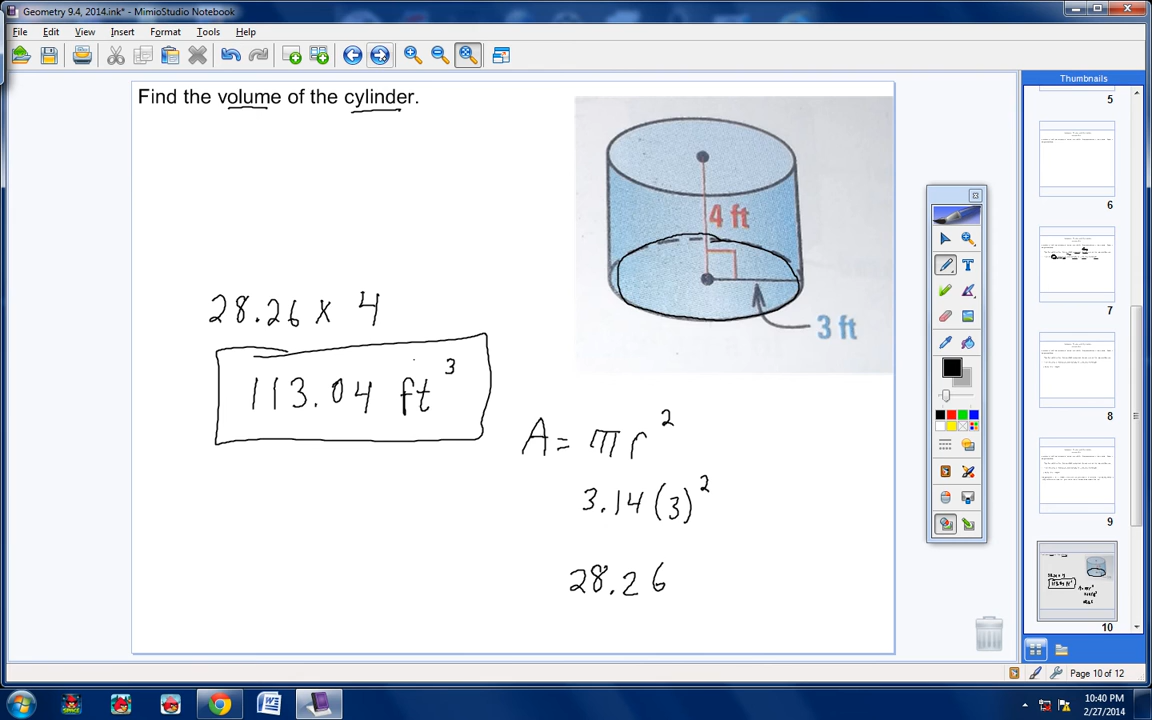 Geometry 9.4, 2014.ink* - MimioStudio Notebook
File Edit View Insert Format Tools Help
Thumbnails
Find the volume of the cylinder.
4 ft
3 ft
28.26 x 4
113.04 ft³
A = πr²
3.14(3)²
28.26
5
6
7
8
9
10
Page 10 of 12
10:40 PM
2/27/2014